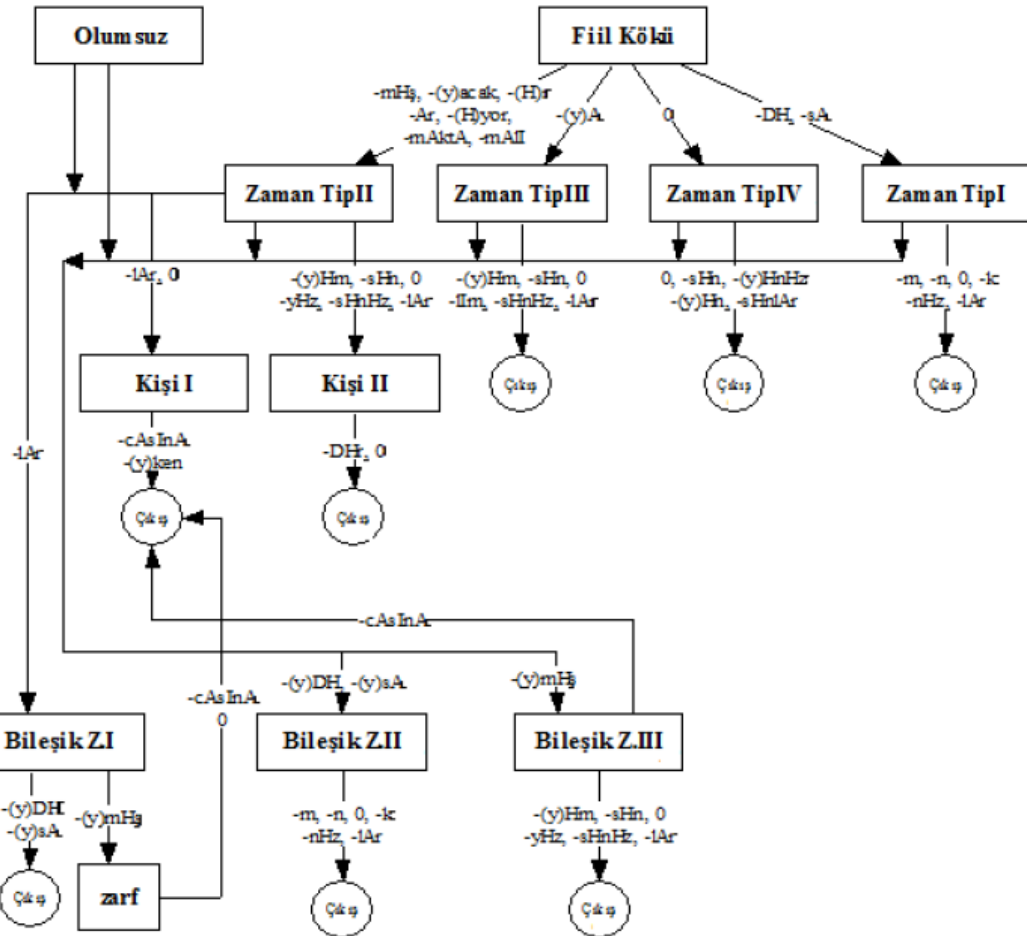 Olumsuz
Fiil Kökü
-mHş, -(y)acak, -(H)r
-Ar, -(H)yor,
-mAktA, -mAlI
-(y)A
0
-DH, -sA
Zaman TipII
Zaman TipIII
Zaman TipIV
Zaman TipI
-lAr, 0
-(y)Hm, -sHn, 0
-yHz, -sHnHz, -lAr
-(y)Hm, -sHn, 0
-lIm, -sHnHz, -lAr
0, -sHn, -(y)HnHz
-(y)Hn, -sHnlAr
-m, -n, 0, -k
-nHz, -lAr
Kişi I
Kişi II
Çıkış
Çıkış
Çıkış
-lAr
-cAsInA
-(y)ken
-DHr, 0
Çıkış
Çıkış
-cAsInA
-cAsInA
0
-(y)DH, -(y)sA
-(y)mHş
Bileşik Z.I
Bileşik Z.II
Bileşik Z.III
-(y)DH
-(y)sA
-(y)mHş
-m, -n, 0, -k
-nHz, -lAr
-(y)Hm, -sHn, 0
-yHz, -sHnHz, -lAr
Çıkış
zarf
Çıkış
Çıkış